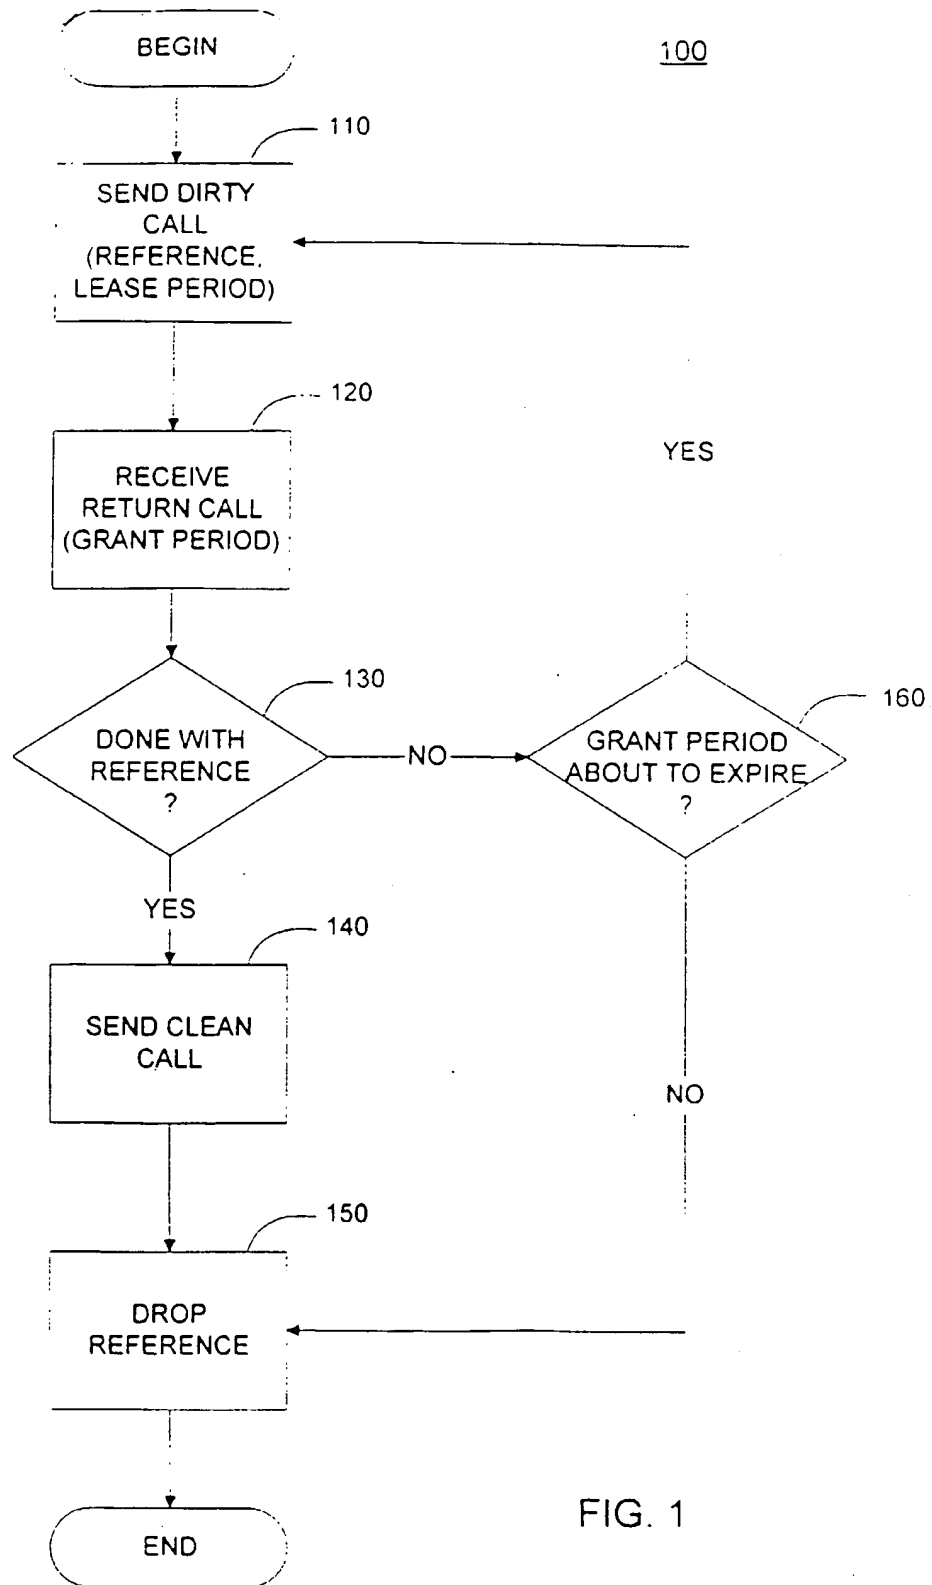 BEGIN
100
110
SEND DIRTY
CALL
(REFERENCE,
LEASE PERIOD)
120
RECEIVE
RETURN CALL
(GRANT PERIOD)
YES
130
DONE WITH
REFERENCE
?
NO
160
GRANT PERIOD
ABOUT TO EXPIRE
?
YES
140
SEND CLEAN
CALL
NO
150
DROP
REFERENCE
END
FIG. 1